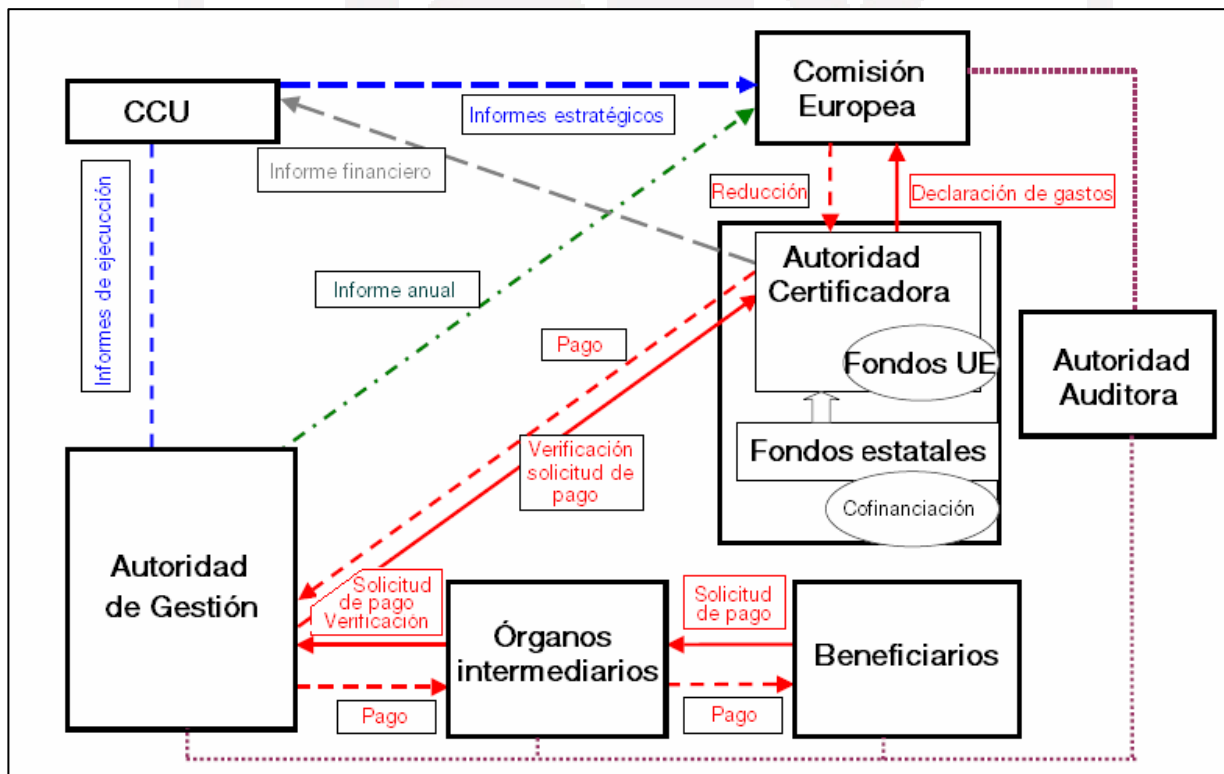 Comisión
Europea
CCU
Informes estratégicos
Informe financiero
Reducción
Declaración de gastos
Informes de ejecucción
Autoridad
Certificadora
Informe anual
Pago
Fondos UE
Autoridad
Auditora
Verificación
solicitud de
pago
Fondos estatales
Cofinanciación
Autoridad
de Gestión
Solicitud
de pago
Verificación
Órganos
intermediarios
Solicitud
de pago
Beneficiarios
Pago
Pago